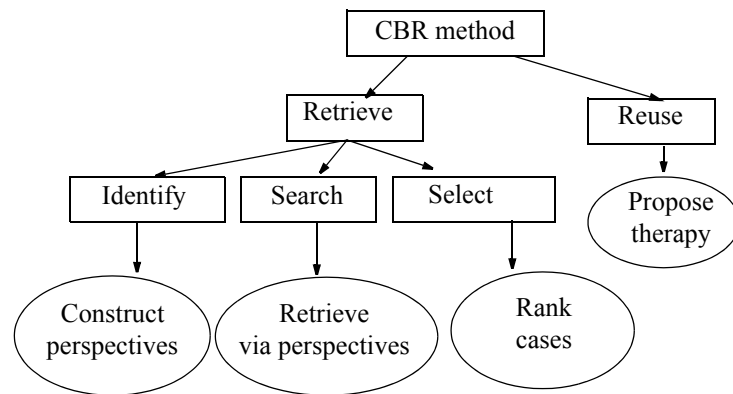 CBR method
Retrieve
Reuse
Identify
Search
Select
Propose
therapy
Construct
perspectives
Retrieve
via perspectives
Rank
cases